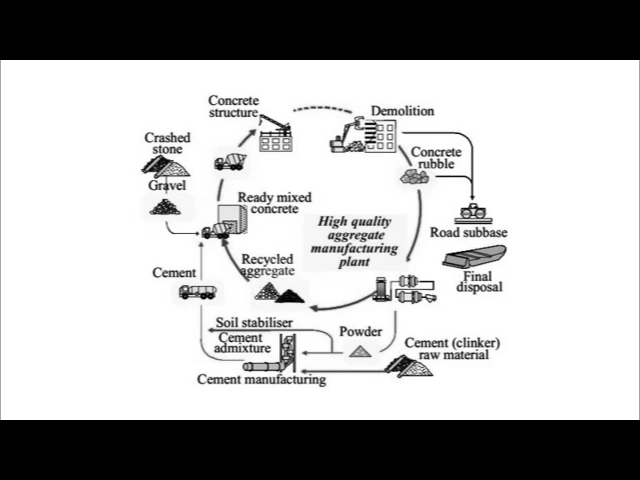 Concrete
structure
Demolition
Crashed
stone
Concrete
rubble
Gravel
Ready mixed
concrete
High quality
aggregate
manufacturing
plant
Road subbase
Recycled
aggregate
Cement
Final
disposal
Soil stabiliser
Powder
Cement
admixture
Cement (clinker)
raw material
Cement manufacturing